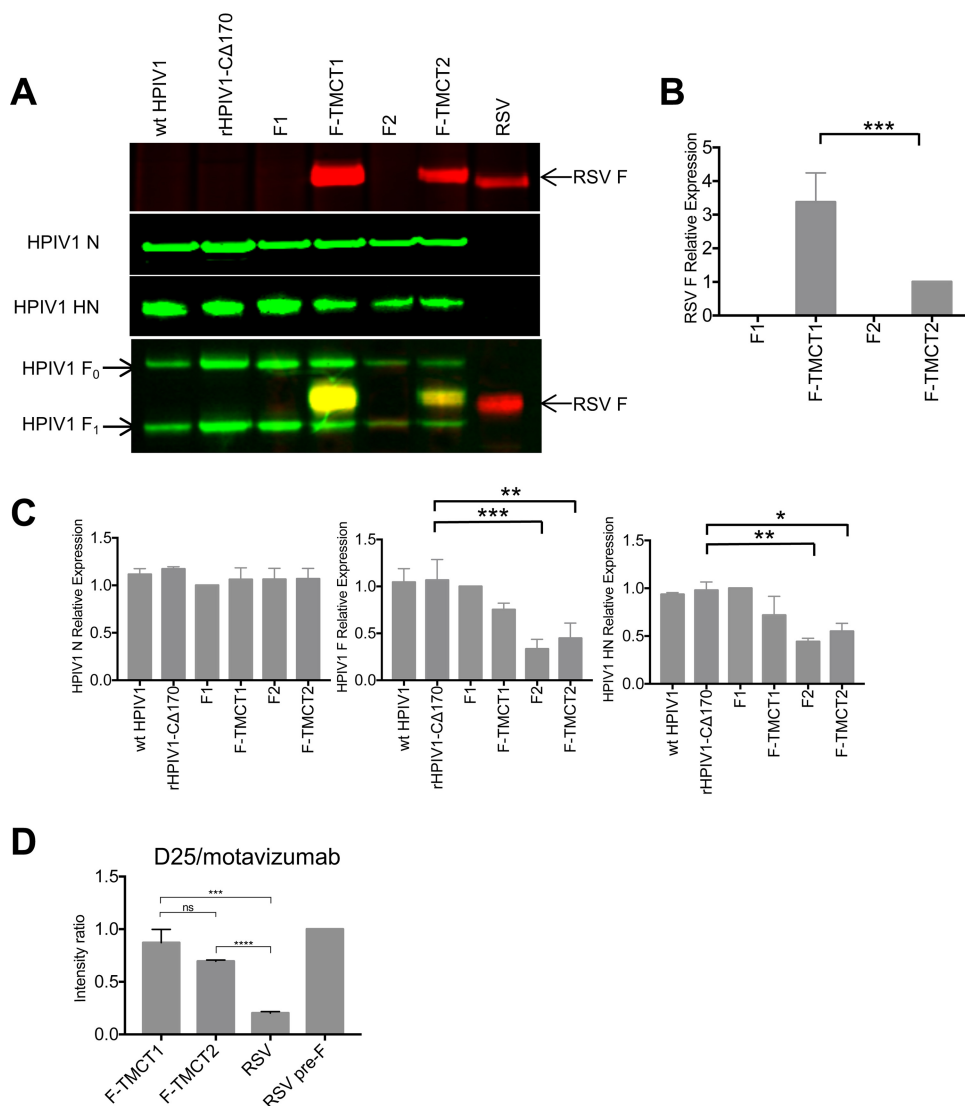 A
wt HPIV1
rHPIV1-CΔ170
F1
F-TMCT1
F2
F-TMCT2
RSV
RSV F
HPIV1 N
HPIV1 HN
HPIV1 F₀
HPIV1 F₁
RSV F
B
RSV F Relative Expression
5
4
3
2
1
0
***
F1
F-TMCT1
F2
F-TMCT2
C
HPIV1 N Relative Expression
1.5
1.0
0.5
0.0
wt HPIV1
rHPIV1-CΔ170
F1
F-TMCT1
F2
F-TMCT2
HPIV1 F Relative Expression
1.5
1.0
0.5
0.0
**
***
wt HPIV1
rHPIV1-CΔ170
F1
F-TMCT1
F2
F-TMCT2
HPIV1 HN Relative Expression
1.5
1.0
0.5
0.0
*
**
wt HPIV1
rHPIV1-CΔ170
F1
F-TMCT1
F2
F-TMCT2
D
D25/motavizumab
Intensity ratio
1.5
1.0
0.5
0.0
***
ns
****
F-TMCT1
F-TMCT2
RSV
RSV pre-F